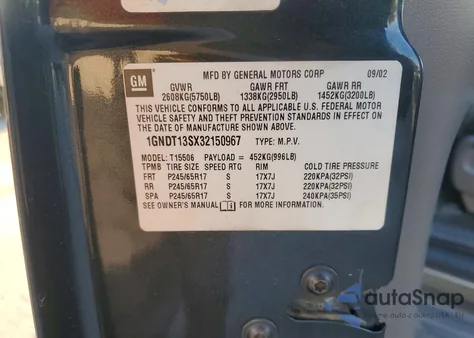 GM
MFD BY GENERAL MOTORS CORP 09/02
GVWR GAWR FRT GAWR RR
2608KG(5750LB) 1338KG(2950LB) 1452KG(3200LB)
THIS VEHICLE CONFORMS TO ALL APPLICABLE U.S. FEDERAL MOTOR
VEHICLE SAFETY AND THEFT PREVENTION STANDARDS IN EFFECT ON
THE DATE OF MANUFACTURE SHOWN ABOVE.
1GNDT13SX32150967 TYPE: M.P.V.
MODEL: T15506 PAYLOAD = 452KG(996LB)
TPMB TIRE SIZE SPEED RTG RIM COLD TIRE PRESSURE
FRT P245/65R17 S 17X7J 220KPA(32PSI)
RR P245/65R17 S 17X7J 220KPA(32PSI)
SPA P245/65R17 S 17X7J 240KPA(35PSI)
SEE OWNER'S MANUAL FOR MORE INFORMATION.
autaSnap